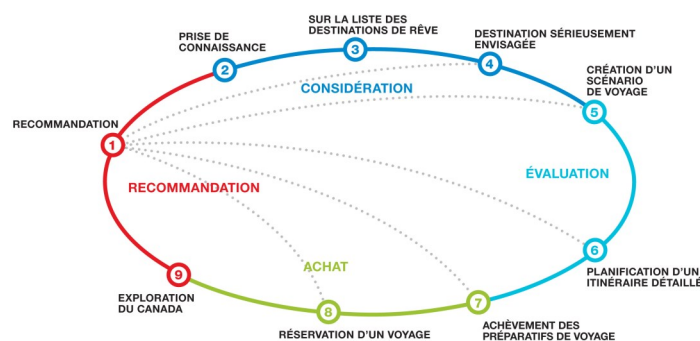 SUR LA LISTE DES
DESTINATIONS DE RÊVE
3
PRISE DE
CONNAISSANCE
2
DESTINATION SÉRIEUSEMENT
ENVISAGÉE
4
CONSIDÉRATION
CRÉATION D'UN
SCÉNARIO
DE VOYAGE
5
RECOMMANDATION
1
RECOMMANDATION
ÉVALUATION
6
PLANIFICATION D'UN
ITINÉRAIRE DÉTAILLÉ
ACHAT
9
EXPLORATION
DU CANADA
8
RÉSERVATION D'UN VOYAGE
7
ACHÈVEMENT DES
PRÉPARATIFS DE VOYAGE